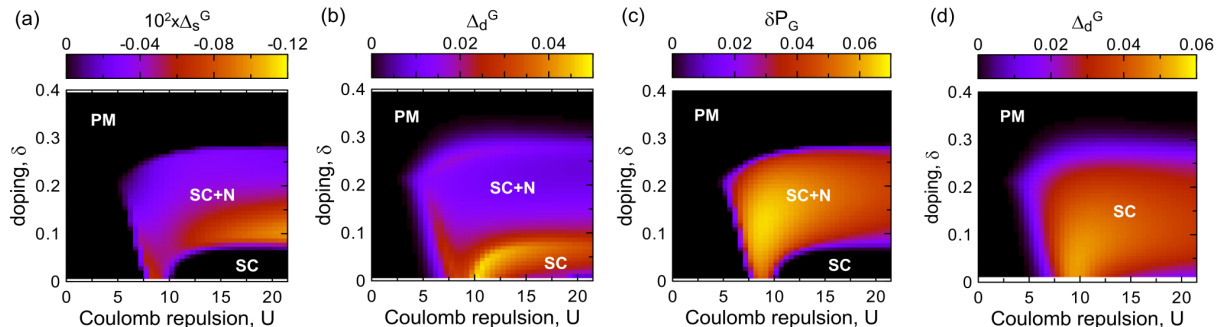 (a) 10²xΔₛᴳ
0 -0.04 -0.08 -0.12
0.4
0.3
0.2
0.1
0
doping, δ
PM
SC+N
SC
0 5 10 15 20
Coulomb repulsion, U
(b) Δ_d^G
0 0.02 0.04
0.4
0.3
0.2
0.1
0
doping, δ
PM
SC+N
SC
0 5 10 15 20
Coulomb repulsion, U
(c) δP_G
0 0.02 0.04 0.06
0.4
0.3
0.2
0.1
0
doping, δ
PM
SC+N
SC
0 5 10 15 20
Coulomb repulsion, U
(d) Δ_d^G
0 0.02 0.04 0.06
0.4
0.3
0.2
0.1
0
doping, δ
PM
SC
0 5 10 15 20
Coulomb repulsion, U